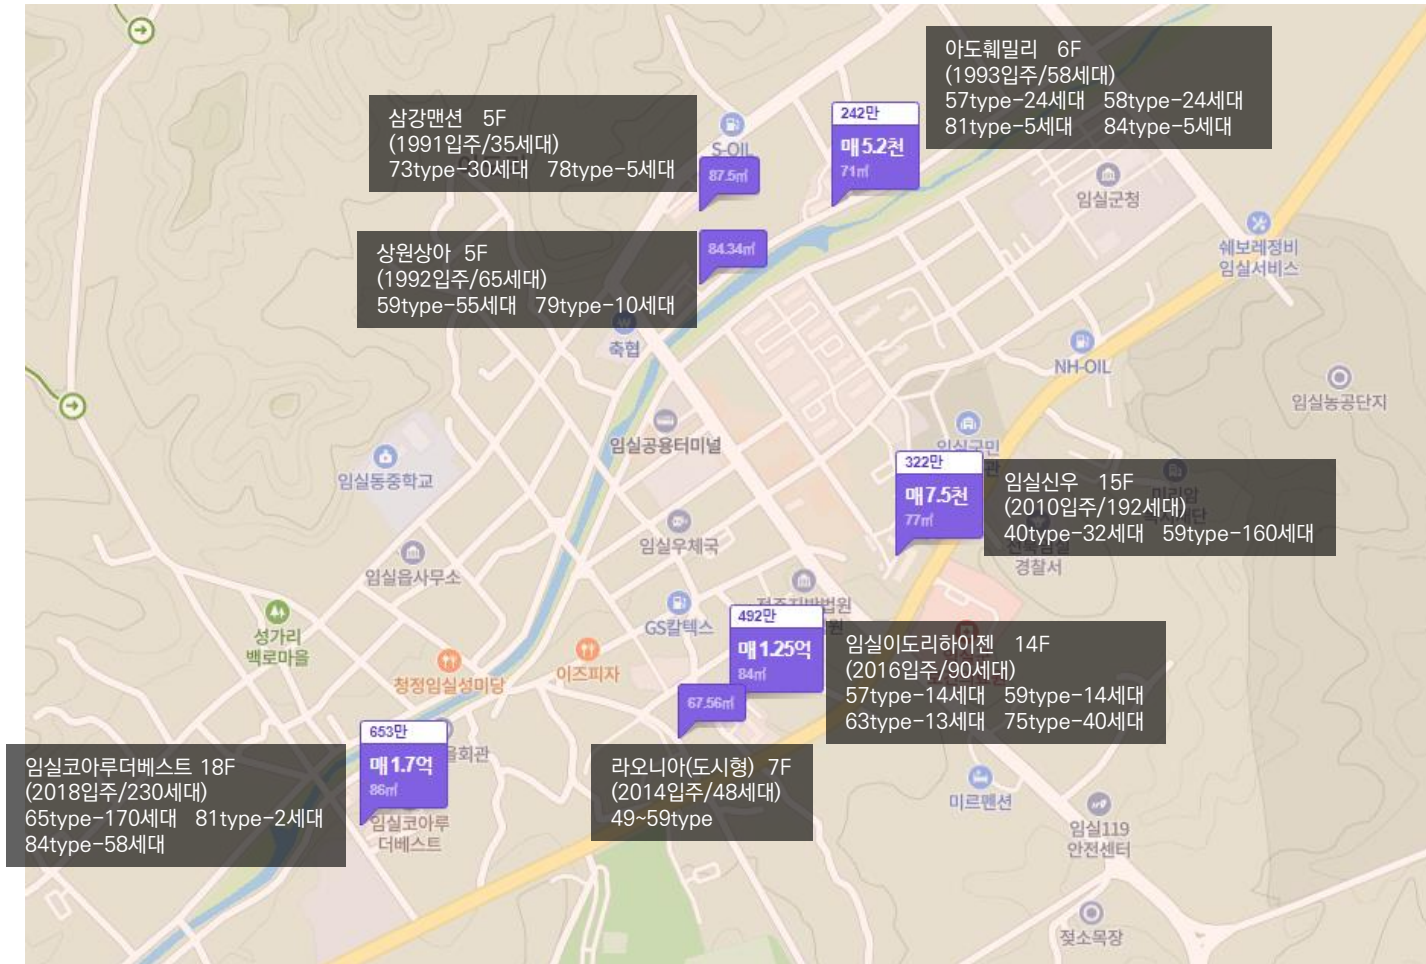 아도훼밀리 6F
(1993입주/58세대)
57type-24세대 58type-24세대
81type-5세대 84type-5세대
삼강맨션 5F
(1991입주/35세대)
73type-30세대 78type-5세대
S-OIL
87.5㎡
242만
매 5.2천
71㎡
임실군청
쉐보레정비
임실서비스
상원상아 5F
(1992입주/65세대)
59type-55세대 79type-10세대
84.34㎡
축협
NH-OIL
임실농공단지
임실공용터미널
임실동중학교
임실군민
322만
매 7.5천
77㎡
임실신우 15F
(2010입주/192세대)
40type-32세대 59type-160세대
경찰서
임실우체국
임실읍사무소
성가리
백로마을
GS칼텍스
전주지방법원
492만
매 1.25억
84㎡
임실이도리하이젠 14F
(2016입주/90세대)
57type-14세대 59type-14세대
63type-13세대 75type-40세대
청정임실성미당
이즈피자
67.56㎡
653만
매 1.7억
86㎡
회관
임실코아루
더베스트
임실코아루더베스트 18F
(2018입주/230세대)
65type-170세대 81type-2세대
84type-58세대
라오니아(도시형) 7F
(2014입주/48세대)
49~59type
미르펜션
임실119
안전센터
젖소목장